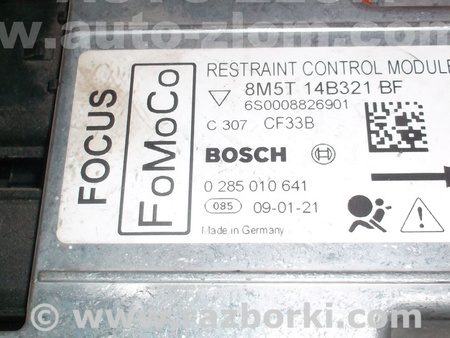 www.auto-zlom.com
RESTRAINT CONTROL MODULE
8M5T 14B321 BF
6S0008826901
C 307 CF33B
BOSCH
0 285 010 641
085 09-01-21
Made in Germany
FOCUS
FoMoCo
© www.razborki.com